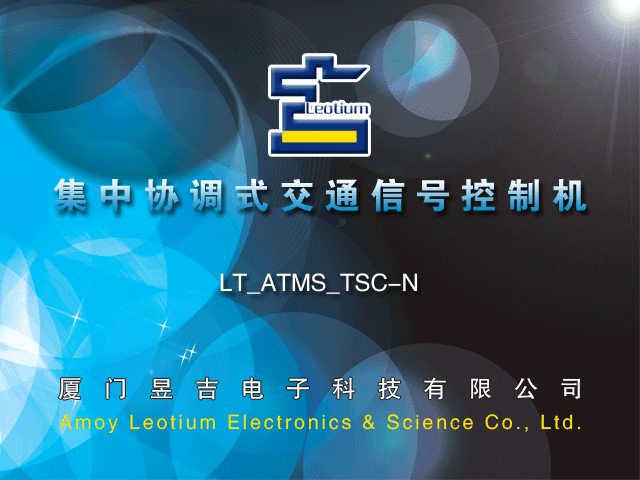 Leotium
集中协调式交通信号控制机
LT_ATMS_TSC-N
厦门昱吉电子科技有限公司
Amoy Leotium Electronics & Science Co., Ltd.